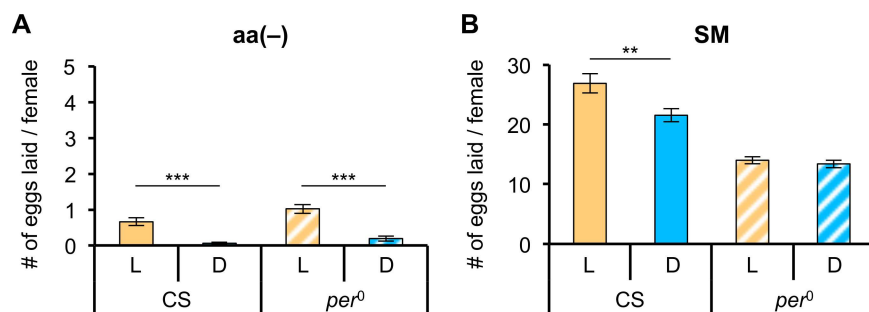 A
aa(–)
# of eggs laid / female
5
4
3
2
1
0
***
***
L
D
L
D
CS
per⁰
B
SM
# of eggs laid / female
30
20
10
0
**
L
D
L
D
CS
per⁰